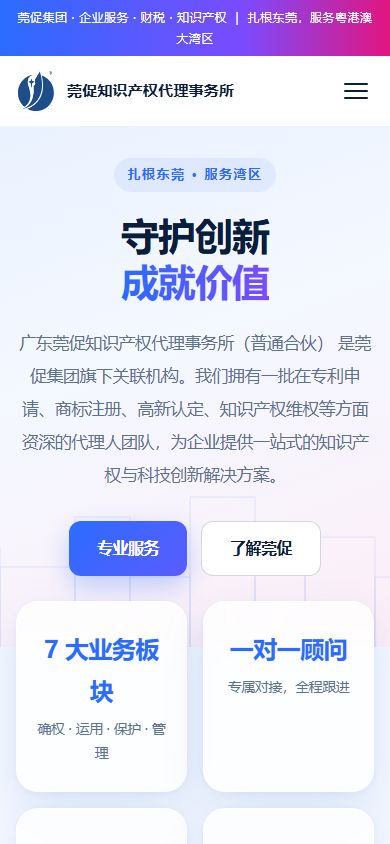 莞促集团 · 企业服务 · 财税 · 知识产权 ｜ 扎根东莞，服务粤港澳
大湾区
莞促知识产权代理事务所
扎根东莞 • 服务湾区
守护创新
成就价值
广东莞促知识产权代理事务所（普通合伙） 是莞
促集团旗下关联机构。我们拥有一批在专利申
请、商标注册、高新认定、知识产权维权等方面
资深的代理人团队，为企业提供一站式的知识产
权与科技创新解决方案。
专业服务
了解莞促
7 大业务板
块
确权 · 运用 · 保护 · 管
理
一对一顾问
专属对接，全程跟进